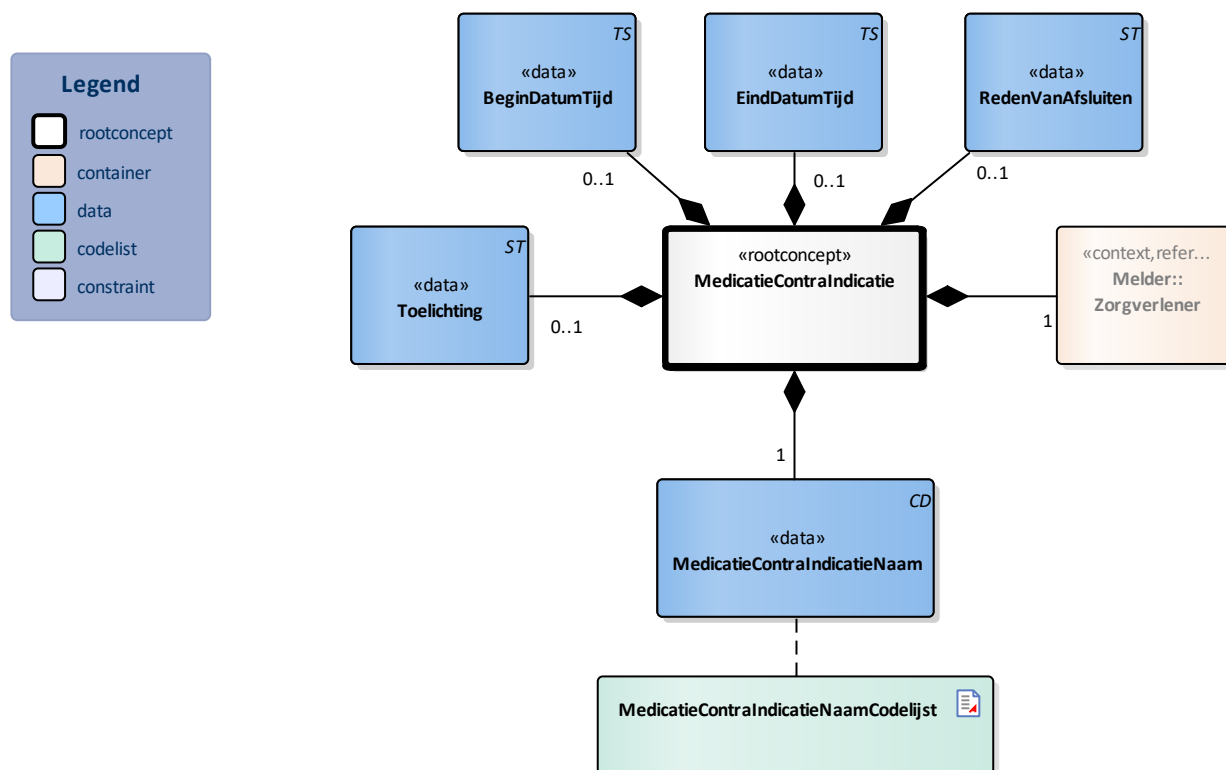 Legend
rootconcept
container
data
codelist
constraint
TS
«data»
BeginDatumTijd
TS
«data»
EindDatumTijd
ST
«data»
RedenVanAfsluiten
0..1
0..1
0..1
ST
«data»
Toelichting
0..1
«rootconcept»
MedicatieContraIndicatie
«context,refer...
Melder::
Zorgverlener
1
1
CD
«data»
MedicatieContraIndicatieNaam
MedicatieContraIndicatieNaamCodelijst